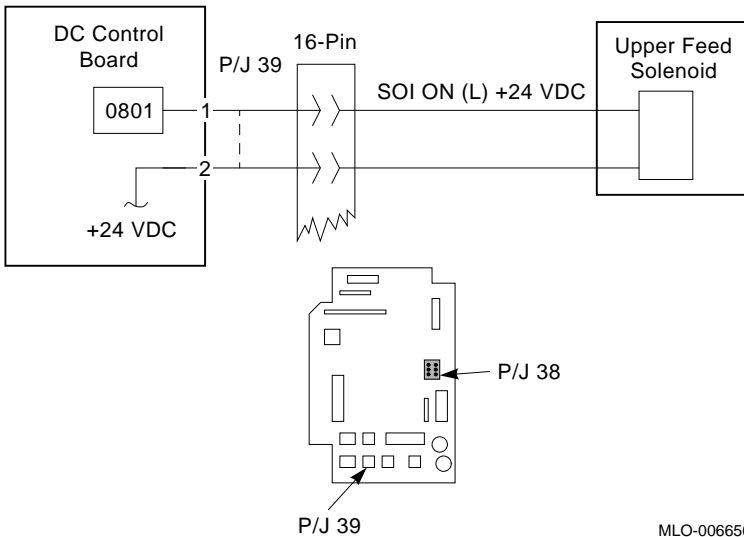 DC Control
Board
P/J 39
16-Pin
Upper Feed
Solenoid
0801
1
SOI ON (L) +24 VDC
2
+24 VDC
P/J 38
P/J 39